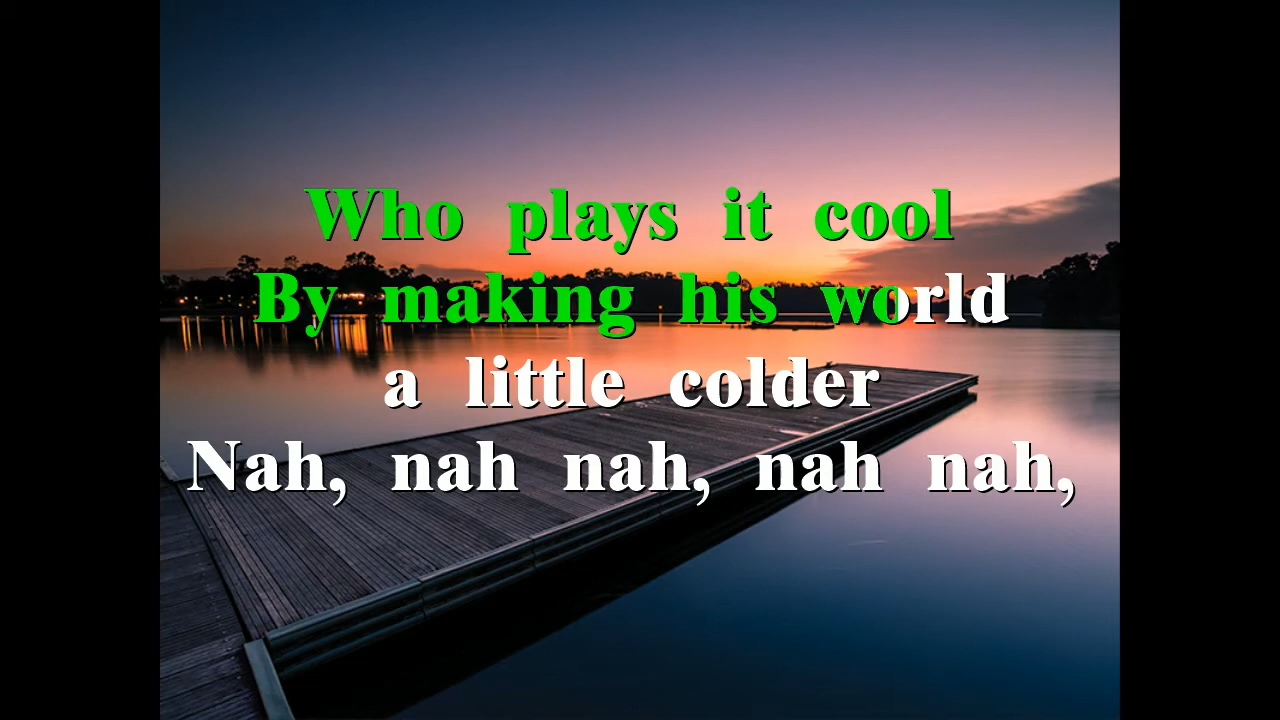 Who plays it cool
By making his world
a little colder
Nah, nah nah, nah nah,